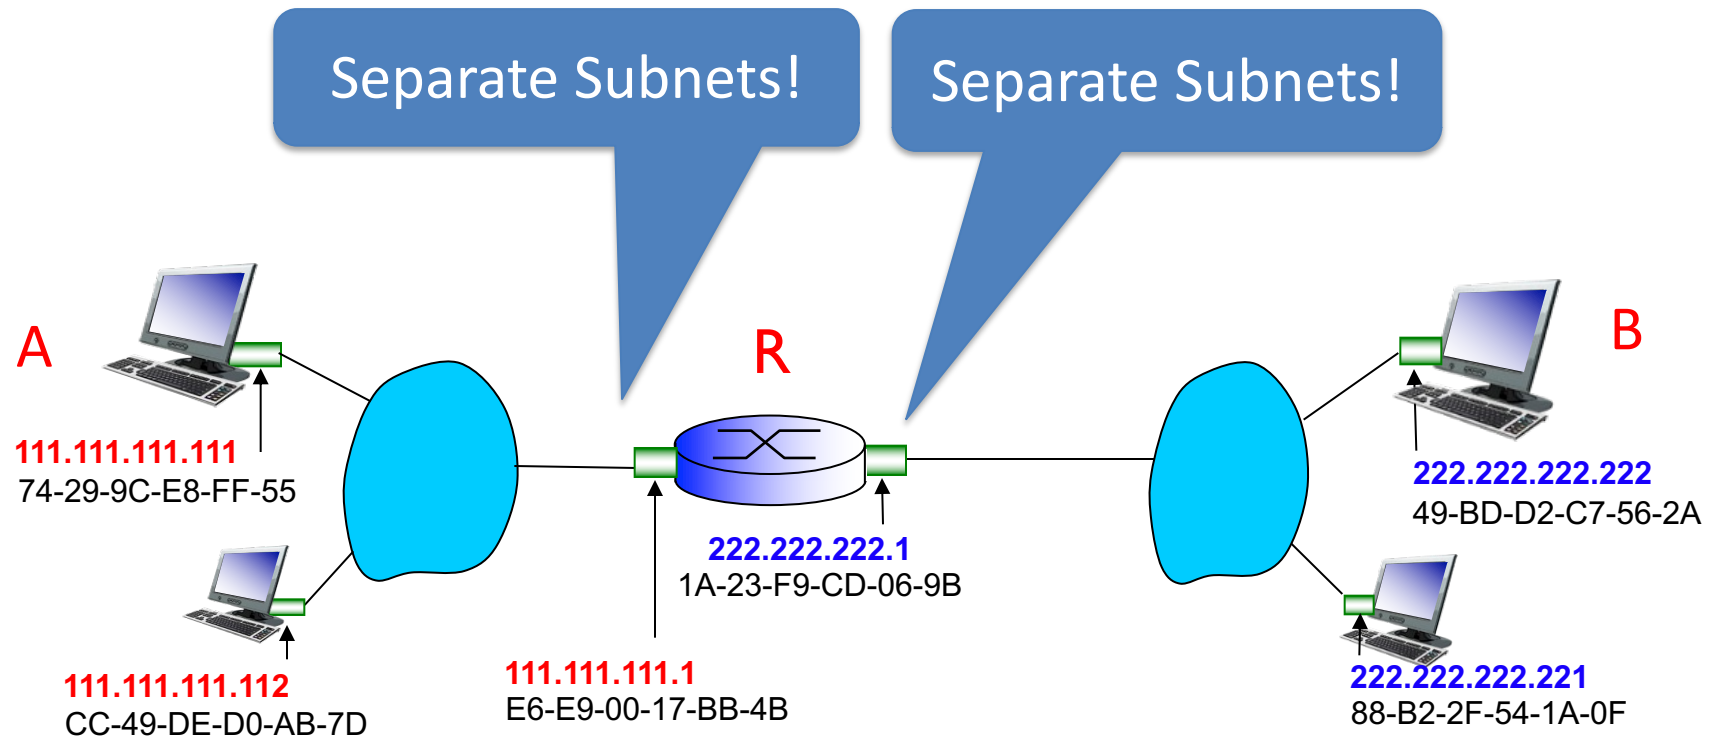 Separate Subnets!
Separate Subnets!
A
R
B
111.111.111.111
74-29-9C-E8-FF-55
222.222.222.222
49-BD-D2-C7-56-2A
222.222.222.1
1A-23-F9-CD-06-9B
111.111.111.112
CC-49-DE-D0-AB-7D
111.111.111.1
E6-E9-00-17-BB-4B
222.222.222.221
88-B2-2F-54-1A-0F